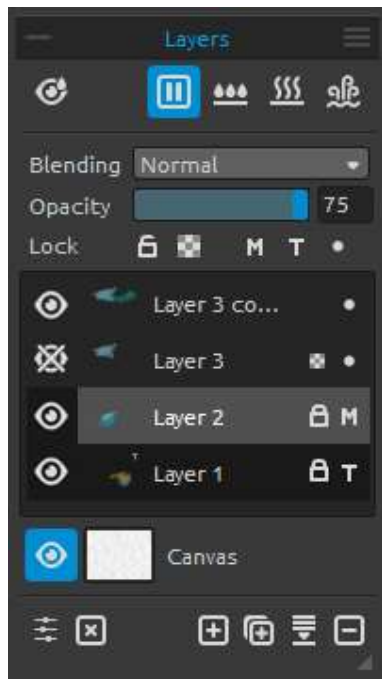 Layers
Blending Normal
Opacity 75
Lock M T
Layer 3 co...
Layer 3
Layer 2 M
T
Layer 1 T
Canvas